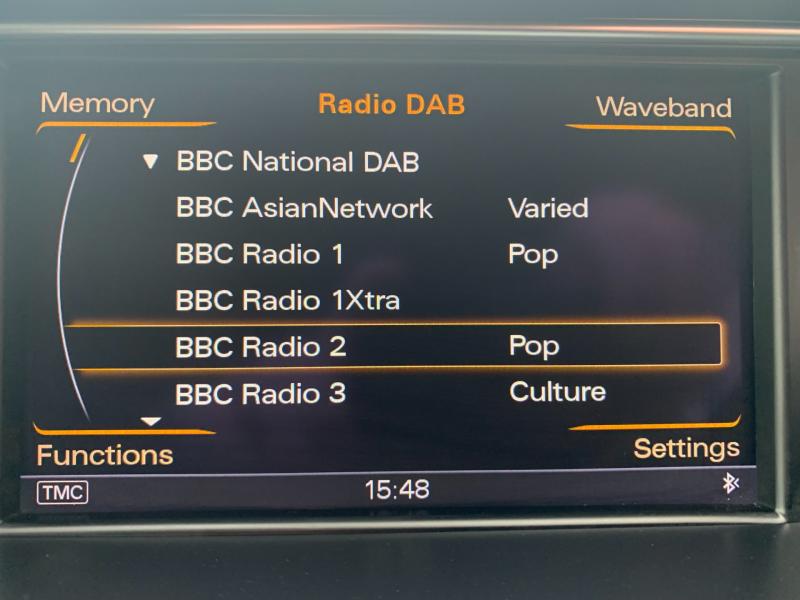 Memory Radio DAB Waveband
BBC National DAB
BBC AsianNetwork Varied
BBC Radio 1 Pop
BBC Radio 1Xtra
BBC Radio 2 Pop
BBC Radio 3 Culture
Functions Settings
TMC 15:48